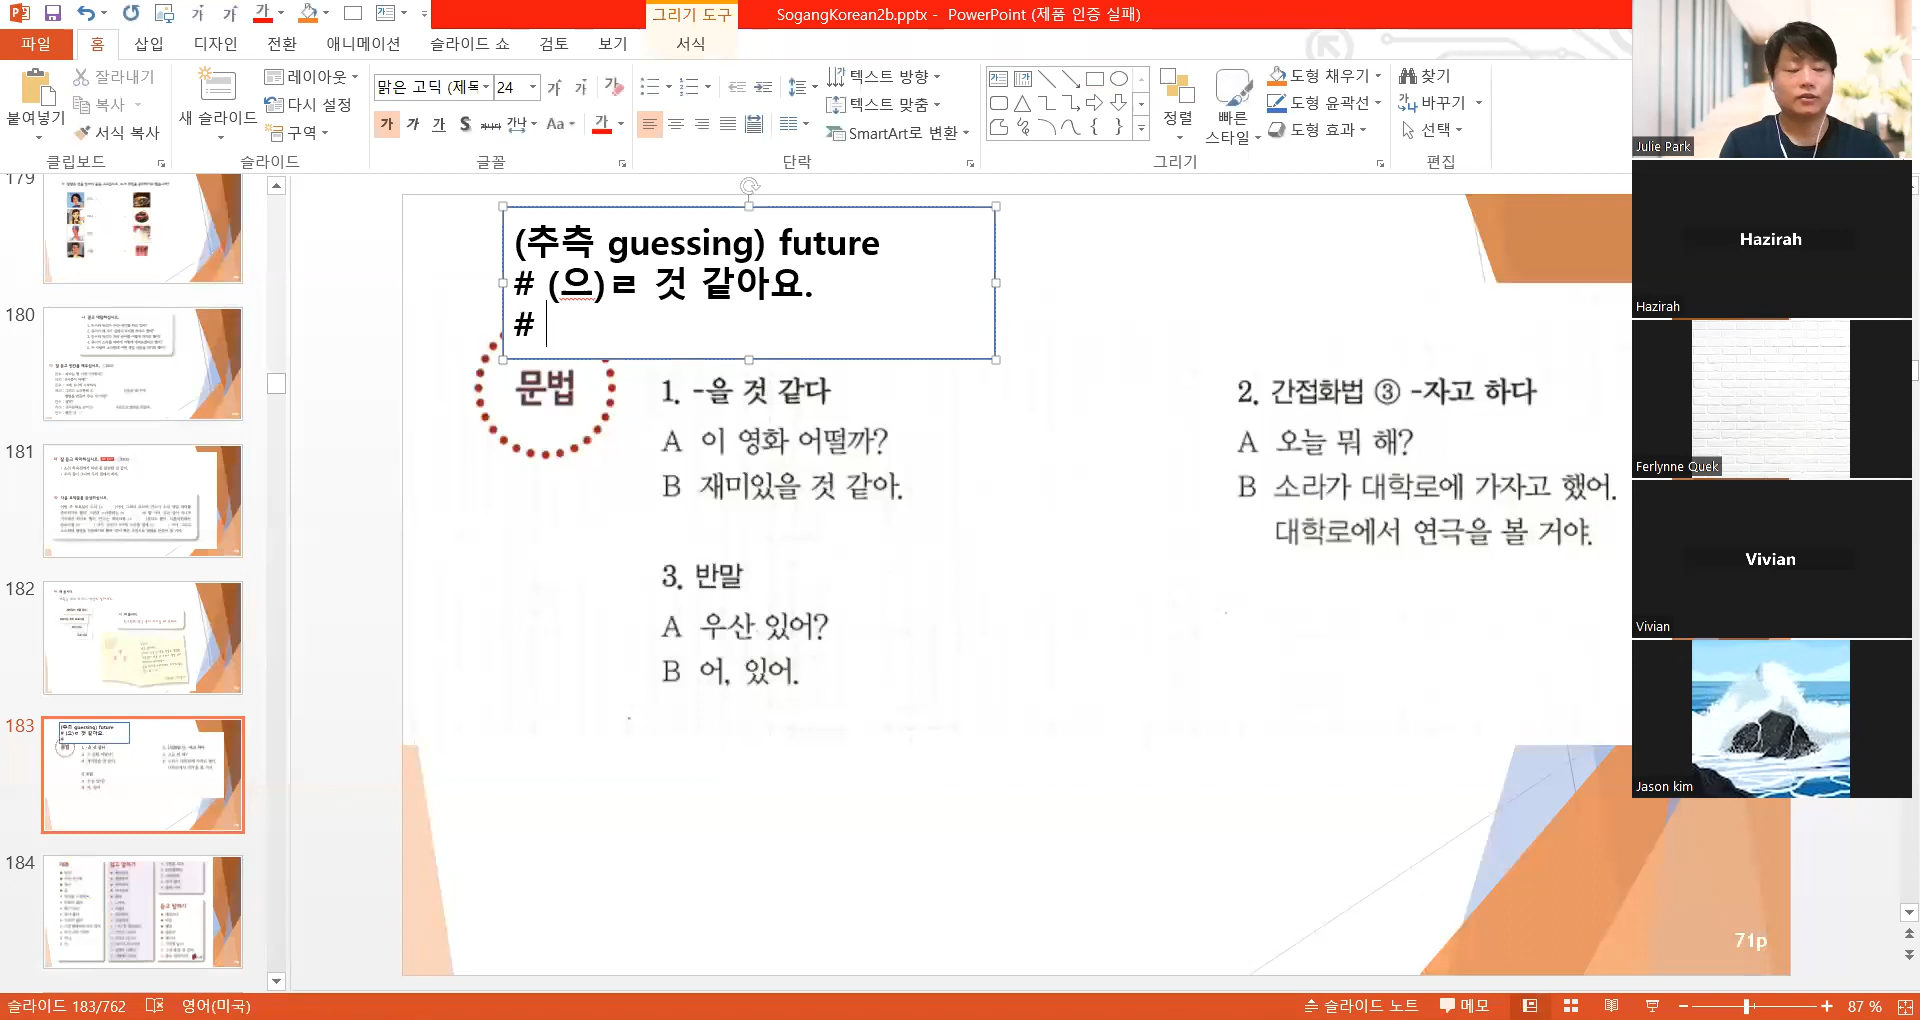 그리기 도구
SogangKorean2b.pptx - PowerPoint (제품 인증 실패)
파일
홈
삽입
디자인
전환
애니메이션
슬라이드 쇼
검토
보기
서식
붙여넣기
잘라내기
복사
서식 복사
클립보드
새 슬라이드
레이아웃
다시 설정
구역
슬라이드
맑은 고딕 (제목
24
글꼴
텍스트 방향
텍스트 맞춤
SmartArt로 변환
단락
정렬
빠른
스타일
도형 채우기
도형 윤곽선
도형 효과
그리기
찾기
바꾸기
선택
편집
179
180
181
182
183
184
(추측 guessing) future
# (으)ㄹ 것 같아요.
#
문법
1. -을 것 같다
A 이 영화 어떨까?
B 재미있을 것 같아.
2. 간접화법 ③ -자고 하다
A 오늘 뭐 해?
B 소라가 대학로에 가자고 했어.
대학로에서 연극을 볼 거야.
3. 반말
A 우산 있어?
B 어, 있어.
71p
Julie Park
Hazirah
Hazirah
Ferlynne Quek
Vivian
Vivian
Jason kim
슬라이드 183/762
영어(미국)
슬라이드 노트
메모
87 %